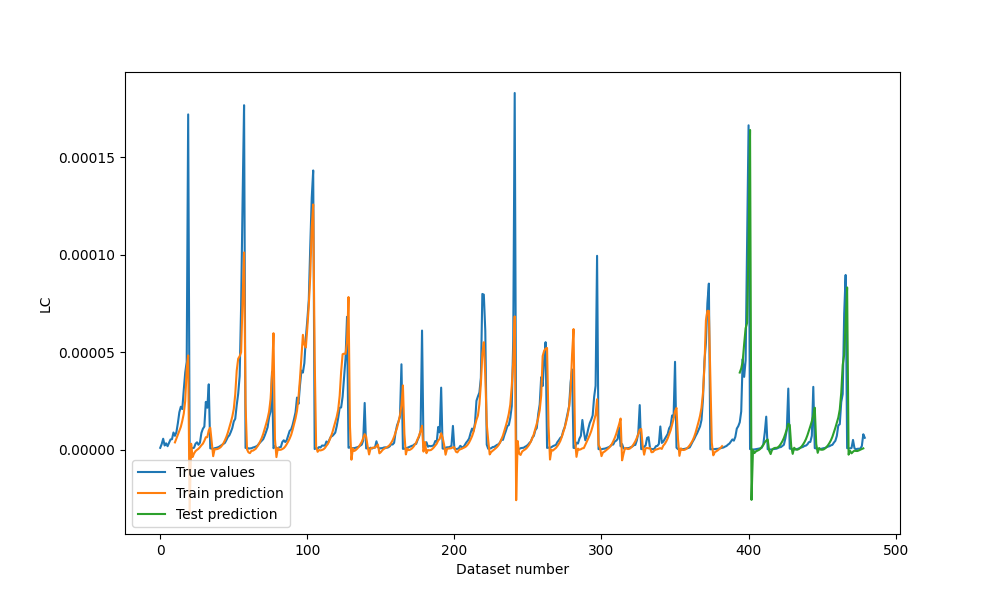 0.00015
0.00010
0.00005
0.00000
LC
True values
Train prediction
Test prediction
0 100 200 300 400 500
Dataset number